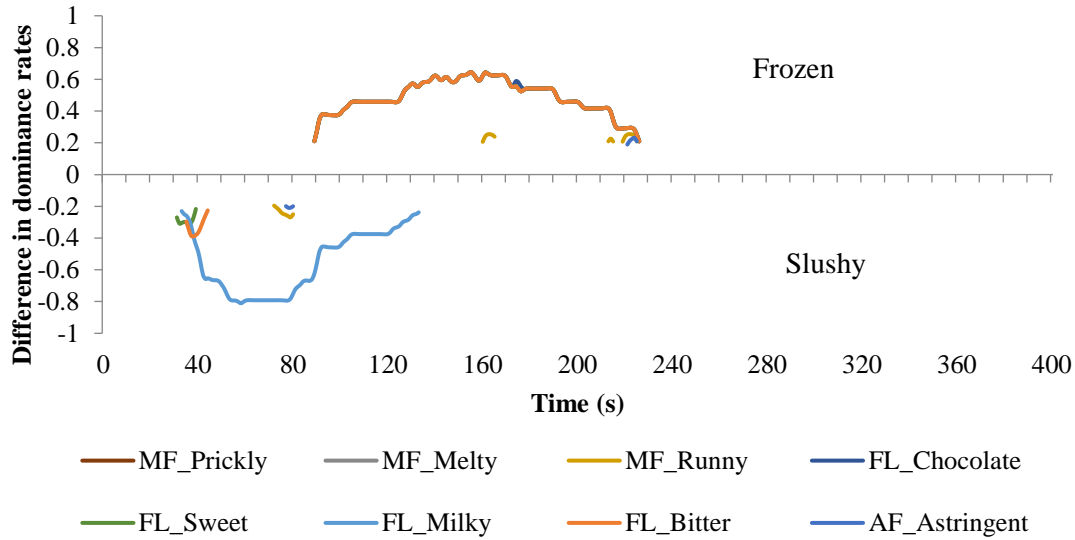 1
0.8
0.6
0.4
0.2
0
-0.2
-0.4
-0.6
-0.8
-1
Difference in dominance rates
Frozen
Slushy
0 40 80 120 160 200 240 280 320 360 400
Time (s)
MF_Prickly MF_Melty MF_Runny FL_Chocolate
FL_Sweet FL_Milky FL_Bitter AF_Astringent